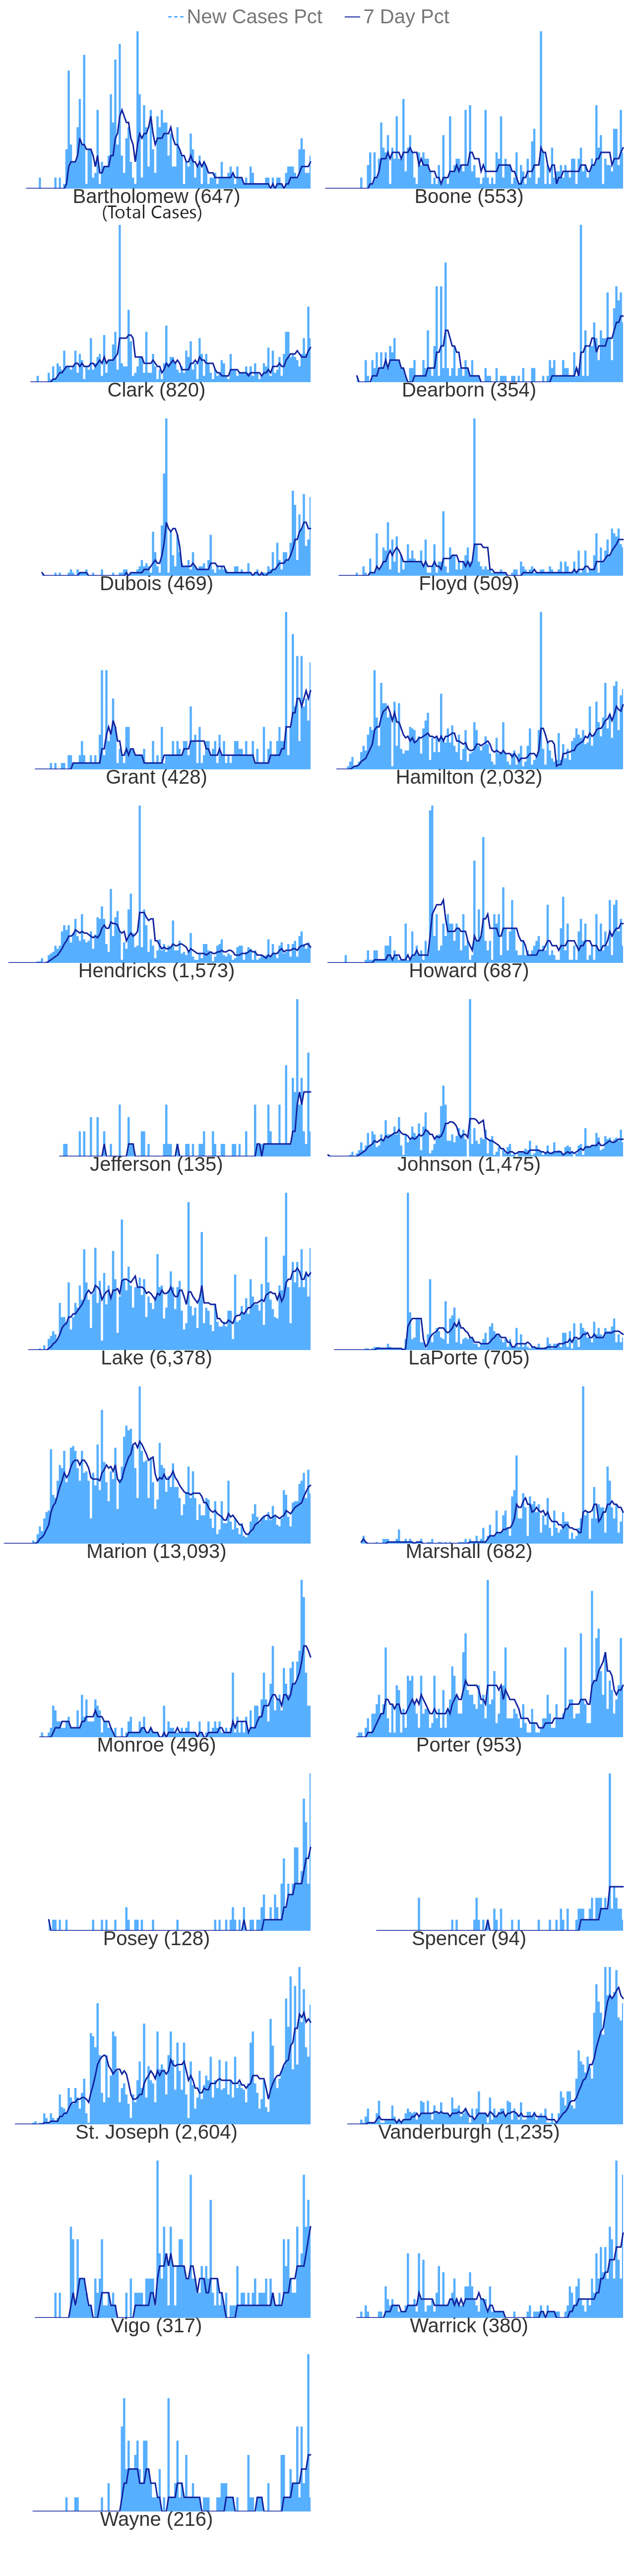 New Cases Pct 7 Day Pct
Bartholomew (647)
(Total Cases)
Boone (553)
Clark (820)
Dearborn (354)
Dubois (469)
Floyd (509)
Grant (428)
Hamilton (2,032)
Hendricks (1,573)
Howard (687)
Jefferson (135)
Johnson (1,475)
Lake (6,378)
LaPorte (705)
Marion (13,093)
Marshall (682)
Monroe (496)
Porter (953)
Posey (128)
Spencer (94)
St. Joseph (2,604)
Vanderburgh (1,235)
Vigo (317)
Warrick (380)
Wayne (216)